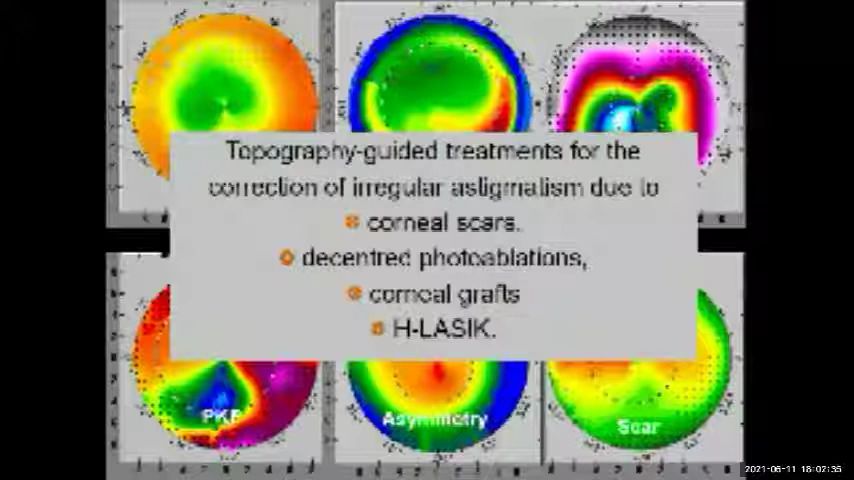 Topography-guided treatments for the
correction of irregular astigmatism due to
corneal scars,
decentred photoablations,
corneal grafts
H-LASIK.
PKP
Asymmetry
Scar
2021-06-11 18:02:35